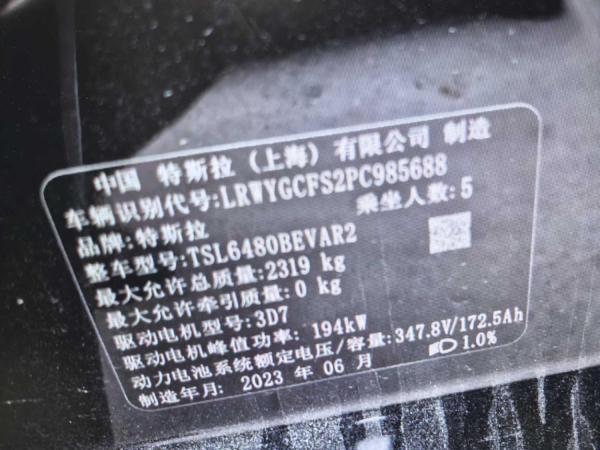 中国 特斯拉（上海）有限公司 制造
车辆识别代号:LRWYGCFS2PC985688
品牌:特斯拉 乘坐人数:5
整车型号:TSL6480BEVAR2
最大允许总质量:2319 kg
最大允许牵引质量:0 kg
驱动电机型号:3D7
驱动电机峰值功率: 194kW
动力电池系统额定电压/容量:347.8V/172.5Ah
制造年月: 2023 年 06 月 1.0%